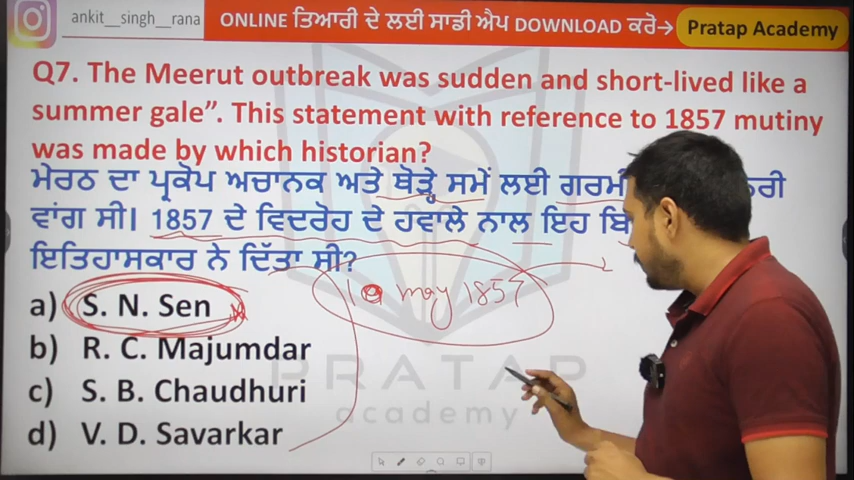 ankit__singh_rana
ONLINE ਤਿਆਰੀ ਦੇ ਲਈ ਸਾਡੀ ਐਪ DOWNLOAD ਕਰੋ→
Pratap Academy
Q7. The Meerut outbreak was sudden and short-lived like a
summer gale”. This statement with reference to 1857 mutiny
was made by which historian?
ਮੇਰਠ ਦਾ ਪ੍ਰਕੋਪ ਅਚਾਨਕ ਅਤੇ ਥੋੜ੍ਹੇ ਸਮੇਂ ਲਈ ਗਰਮੀ
ਵਾਂਗ ਸੀ। 1857 ਦੇ ਵਿਦਰੋਹ ਦੇ ਹਵਾਲੇ ਨਾਲ ਇਹ
ਇਤਿਹਾਸਕਾਰ ਨੇ ਦਿੱਤਾ ਸੀ?
10 may 1857
a) S. N. Sen
b) R. C. Majumdar
c) S. B. Chaudhuri
d) V. D. Savarkar
PRATAP
academy